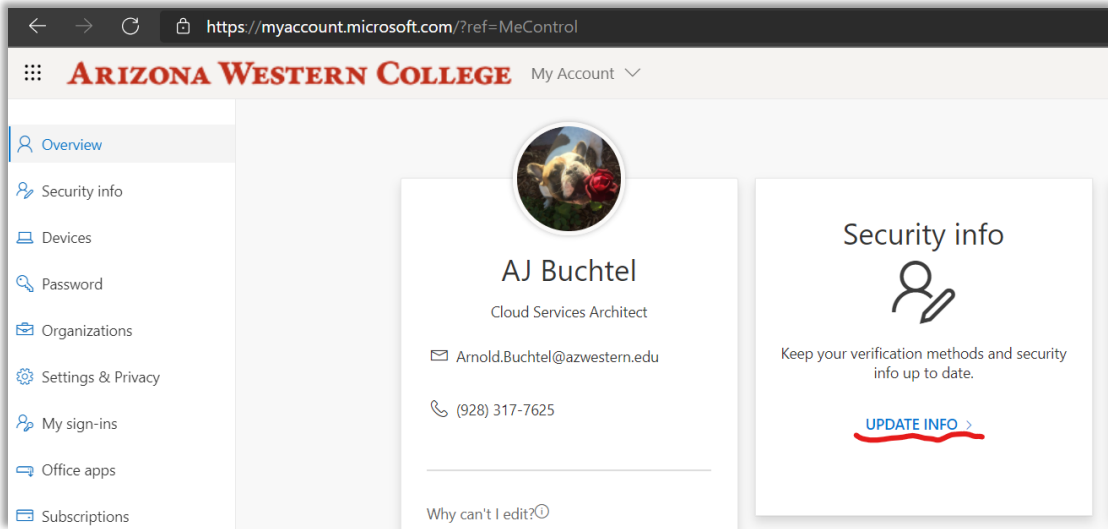 https://myaccount.microsoft.com/?ref=MeControl
ARIZONA WESTERN COLLEGE My Account
Overview
Security info
Devices
Password
Organizations
Settings & Privacy
My sign-ins
Office apps
Subscriptions
AJ Buchtel
Cloud Services Architect
Arnold.Buchtel@azwestern.edu
(928) 317-7625
Why can't I edit?
Security info
Keep your verification methods and security
info up to date.
UPDATE INFO >